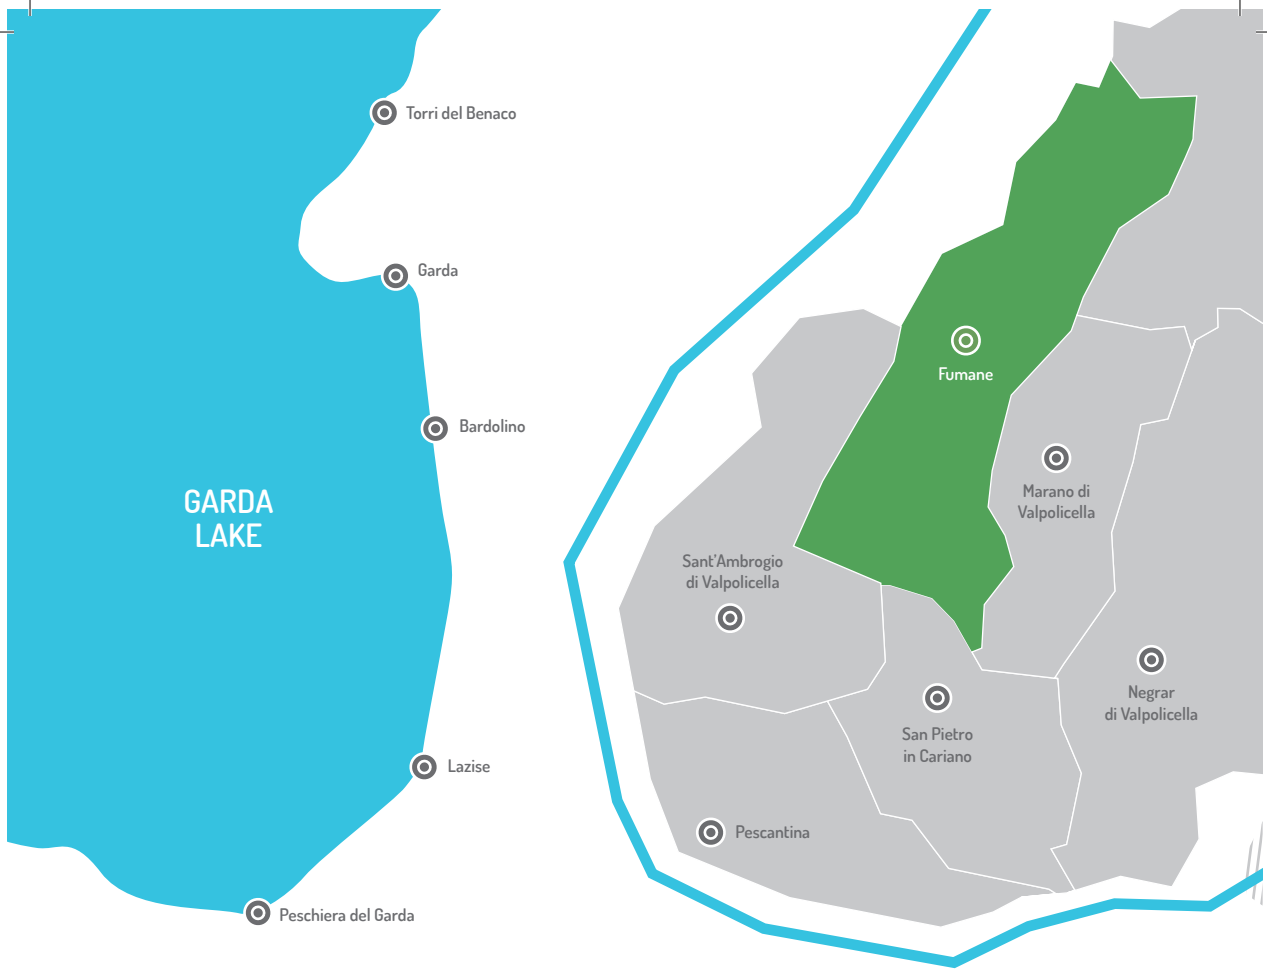 Torri del Benaco
Garda
Bardolino
GARDA
LAKE
Lazise
Peschiera del Garda
Fumane
Marano di
Valpolicella
Sant'Ambrogio
di Valpolicella
Negrar
di Valpolicella
San Pietro
in Cariano
Pescantina